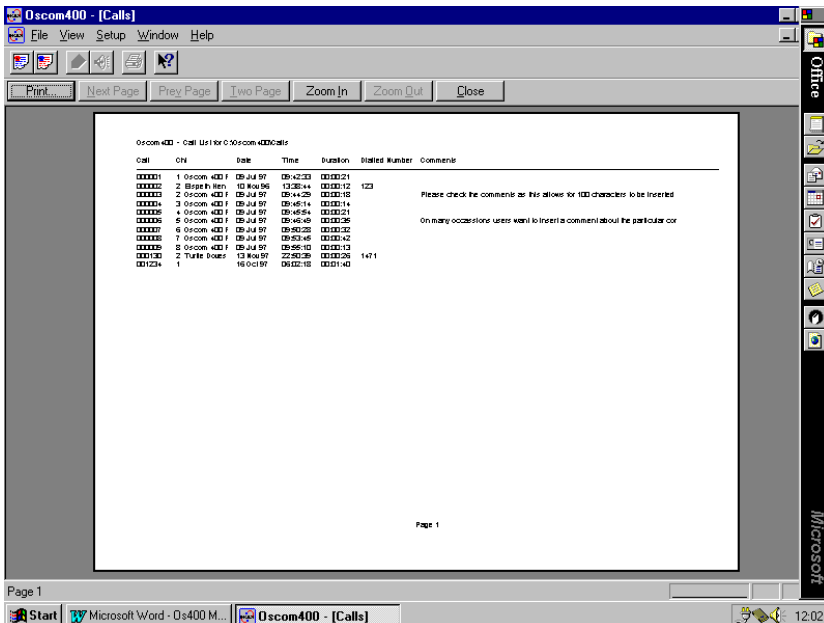 Oscom400 - [Calls]
File View Setup Window Help
Print... Next Page Prev Page Two Page Zoom In Zoom Out Close
Oscom 400 - Call List for C:\Oscom400\Calls
Call Chl Date Time Duration Dialled Number Comments
000001 1 Oscom 400 F 09 Jul 97 09:42:33 00:00:21
000002 2 Hen 10 Nov 96 13:38:44 00:00:12 123
000003 2 Oscom 400 F 09 Jul 97 09:44:29 00:00:18 Please check the comments as this allows for 100 characters to be inserted
000004 3 Oscom 400 F 09 Jul 97 09:45:14 00:00:14
000005 4 Oscom 400 F 09 Jul 97 09:45:54 00:00:21
000006 5 Oscom 400 F 09 Jul 97 09:46:49 00:00:35 On many occassions users want to insert a comment about the particular cor
000007 6 Oscom 400 F 09 Jul 97 09:50:28 00:00:32
000008 7 Oscom 400 F 09 Jul 97 09:53:45 00:00:42
000009 8 Oscom 400 F 09 Jul 97 09:55:10 00:00:13
000130 2 Turtle Doves 13 Nov 97 22:50:39 00:00:26 1471
001234 1 16 Oct 97 06:02:18 00:01:40
Page 1
Page 1
Start Microsoft Word - Os400 M... Oscom400 - [Calls] 12:02
Office
Microsoft